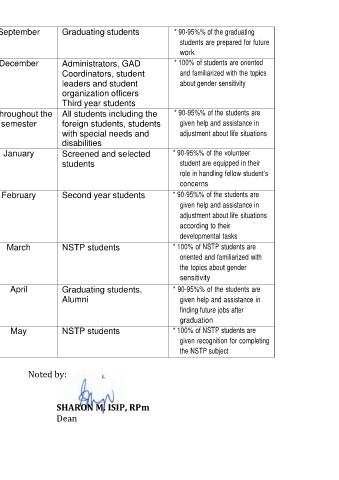 September
Graduating students
* 90-95%% of the graduating
students are prepared for future
work
December
Administrators, GAD
Coordinators, student
leaders and student
organization officers
Third year students
* 100% of students are oriented
and familiarized with the topics
about gender sensitivity
hroughout the
semester
All students including the
foreign students, students
with special needs and
disabilities
* 90-95%% of the students are
given help and assistance in
adjustment about life situations
January
Screened and selected
students
* 90-95%% of the volunteer
student are equipped in their
role in handling fellow student's
concerns
February
Second year students
* 90-95%% of the students are
given help and assistance in
adjustment about life situations
according to their
developmental tasks
March
NSTP students
* 100% of NSTP students are
oriented and familiarized with
the topics about gender
sensitivity
April
Graduating students,
Alumni
* 90-95%% of the students are
given help and assistance in
finding future jobs after
graduation
May
NSTP students
* 100% of NSTP students are
given recognition for completing
the NSTP subject
Noted by:
SHARON M. ISIP, RPm
Dean